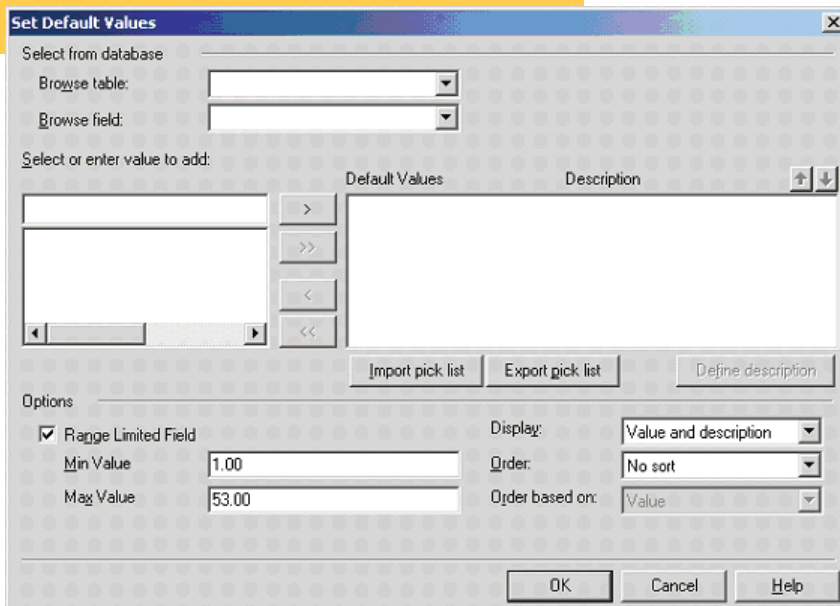 Set Default Values
Select from database
Browse table:
Browse field:
Select or enter value to add:
Default Values Description
>
>>
<
<<
Import pick list Export pick list Define description
Options
Range Limited Field
Min Value 1.00
Max Value 53.00
Display: Value and description
Order: No sort
Order based on: Value
OK Cancel Help